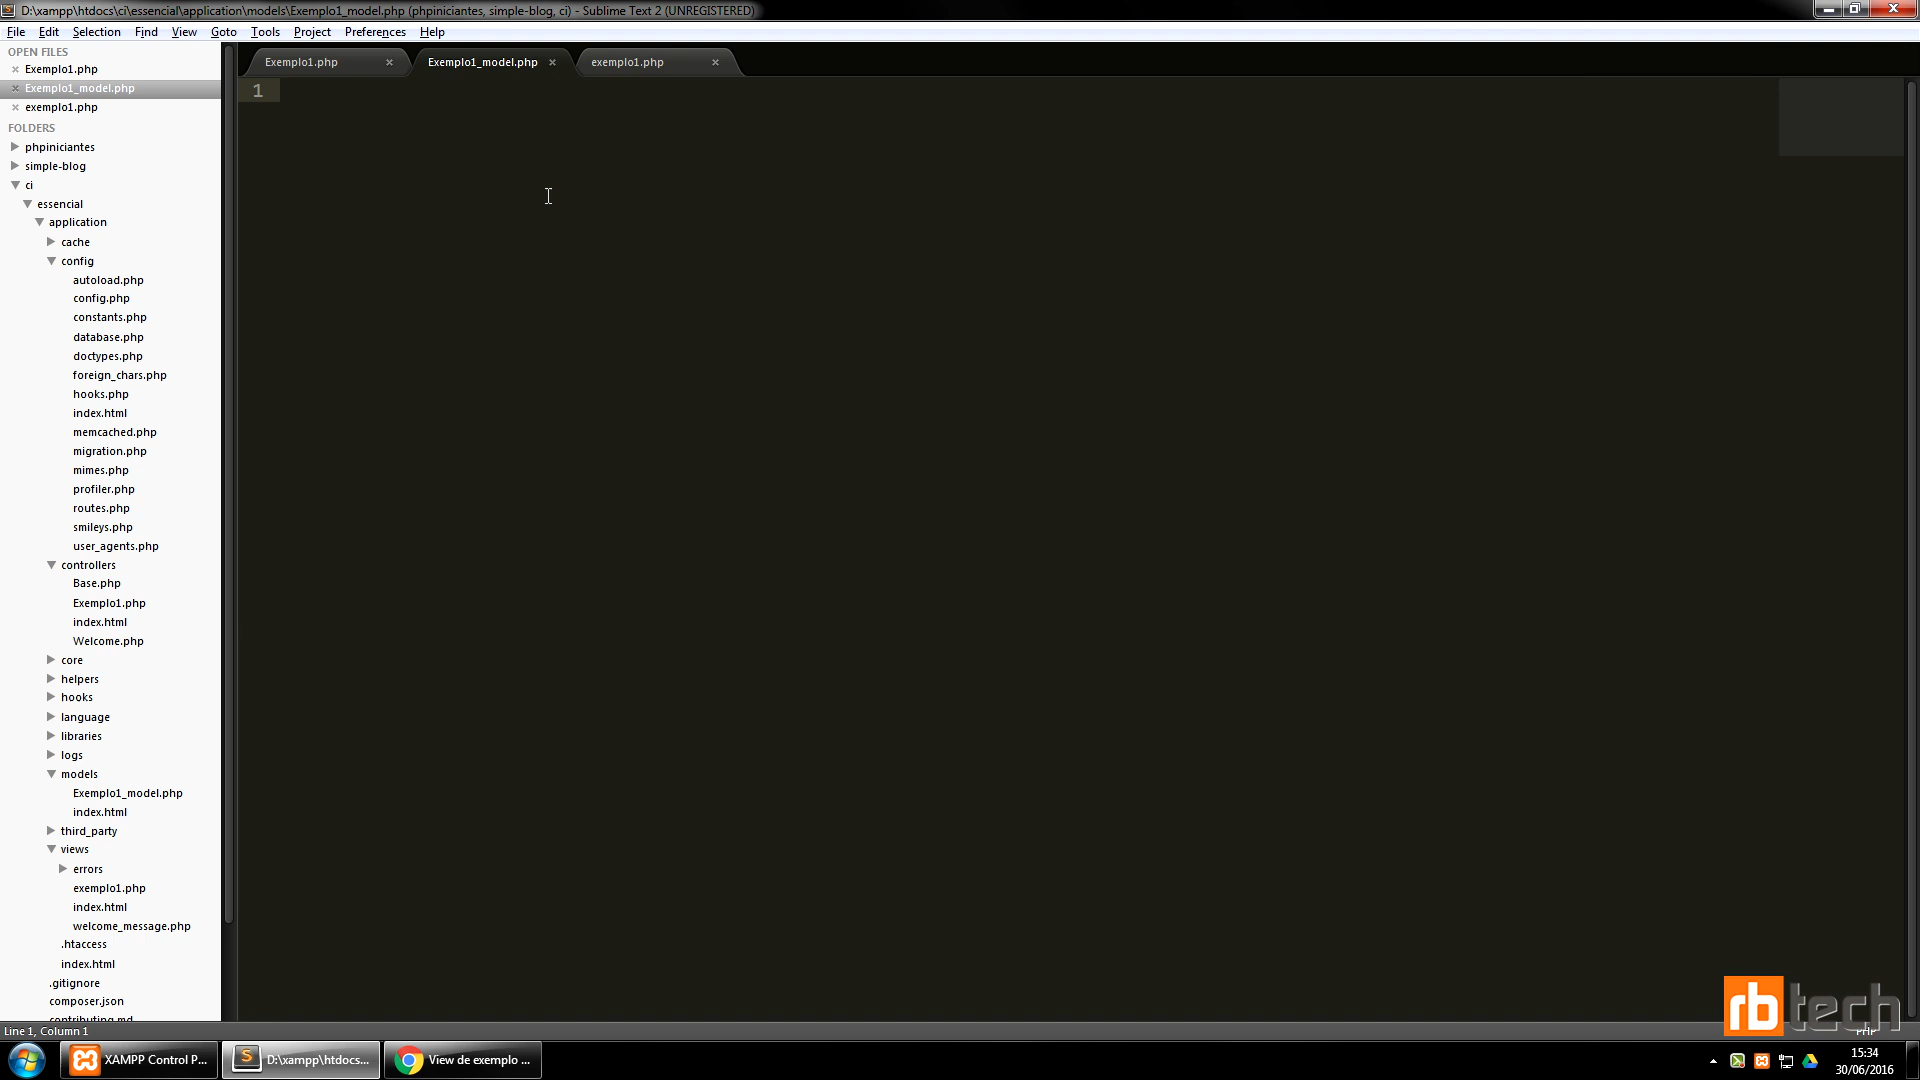 D:\xampp\htdocs\ci\essencial\application\models\Exemplo1_model.php (phpiniciantes, simple-blog, ci) - Sublime Text 2 (UNREGISTERED)
File Edit Selection Find View Goto Tools Project Preferences Help
OPEN FILES
Exemplo1.php
Exemplo1_model.php
exemplo1.php
FOLDERS
phpiniciantes
simple-blog
ci
essencial
application
cache
config
autoload.php
config.php
constants.php
database.php
doctypes.php
foreign_chars.php
hooks.php
index.html
memcached.php
migration.php
mimes.php
profiler.php
routes.php
smileys.php
user_agents.php
controllers
Base.php
Exemplo1.php
index.html
Welcome.php
core
helpers
hooks
language
libraries
logs
models
Exemplo1_model.php
index.html
third_party
views
errors
exemplo1.php
index.html
welcome_message.php
.htaccess
index.html
.gitignore
composer.json
contributing.md
Exemplo1.php Exemplo1_model.php exemplo1.php
1
rbtech
Line 1, Column 1
PHP
XAMPP Control P... D:\xampp\htdocs... View de exemplo ...
15:34
30/06/2016